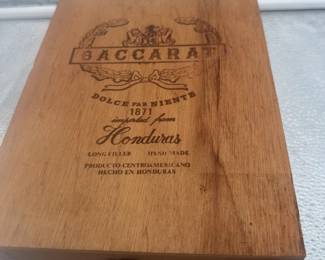 BACCARAT
DOLCE FAR NIENTE
1871
imported from
Honduras
LONG FILLER HAND MADE
PRODUCTO CENTROAMERICANO
HECHO EN HONDURAS